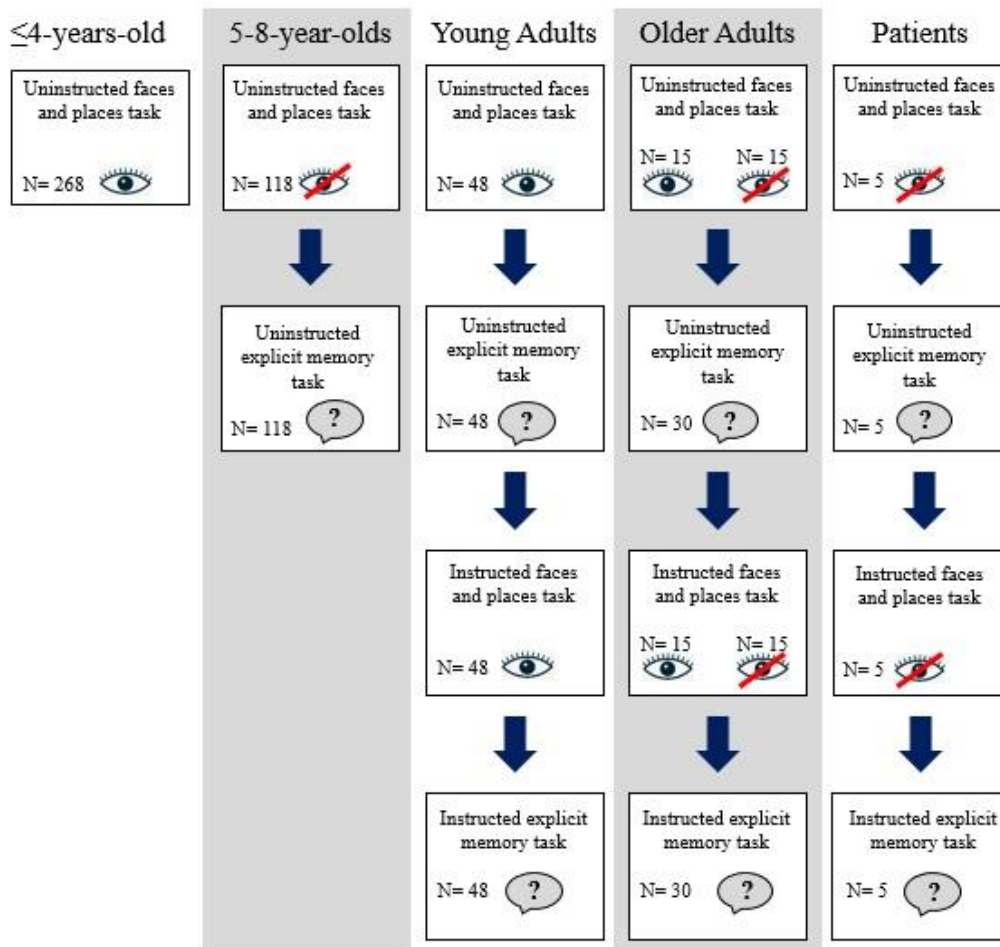 ≤4-years-old
Uninstructed faces
and places task
N= 268
5-8-year-olds
Uninstructed faces
and places task
N= 118
Uninstructed
explicit memory
task
N= 118
?
Young Adults
Uninstructed faces
and places task
N= 48
Uninstructed
explicit memory
task
N= 48
?
Instructed faces
and places task
N= 48
Instructed explicit
memory task
N= 48
?
Older Adults
Uninstructed faces
and places task
N= 15 N= 15
Uninstructed
explicit memory
task
N= 30
?
Instructed faces
and places task
N= 15 N= 15
Instructed explicit
memory task
N= 30
?
Patients
Uninstructed faces
and places task
N= 5
Uninstructed
explicit memory
task
N= 5
?
Instructed faces
and places task
N= 5
Instructed explicit
memory task
N= 5
?